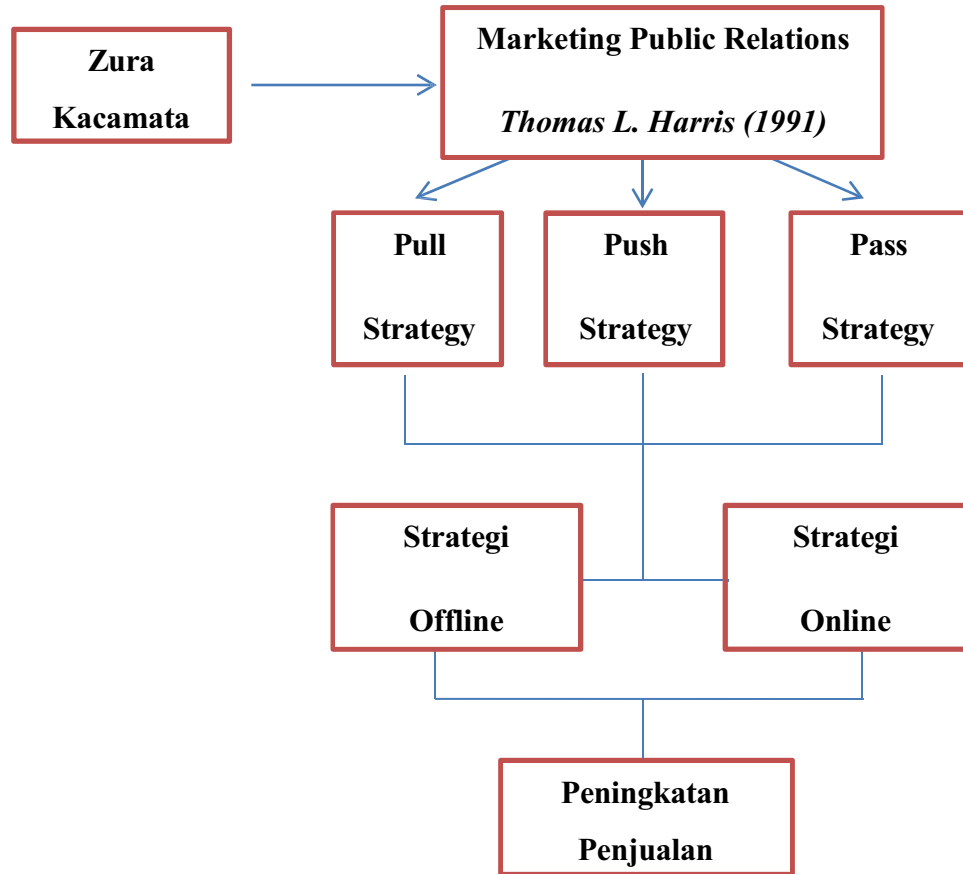 Zura
Kacamata
Marketing Public Relations
Thomas L. Harris (1991)
Pull
Strategy
Push
Strategy
Pass
Strategy
Strategi
Offline
Strategi
Online
Peningkatan
Penjualan